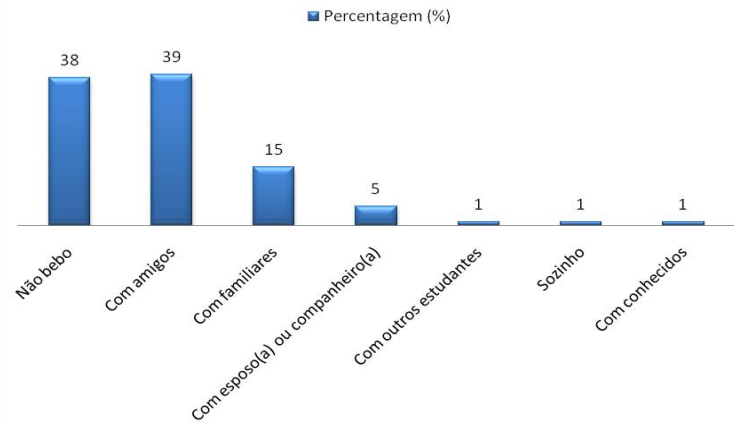 Percentagem (%)
38
39
15
5
1
1
1
Não bebo
Com amigos
Com familiares
Com esposo(a) ou companheiro(a)
Com outros estudantes
Sozinho
Com conhecidos